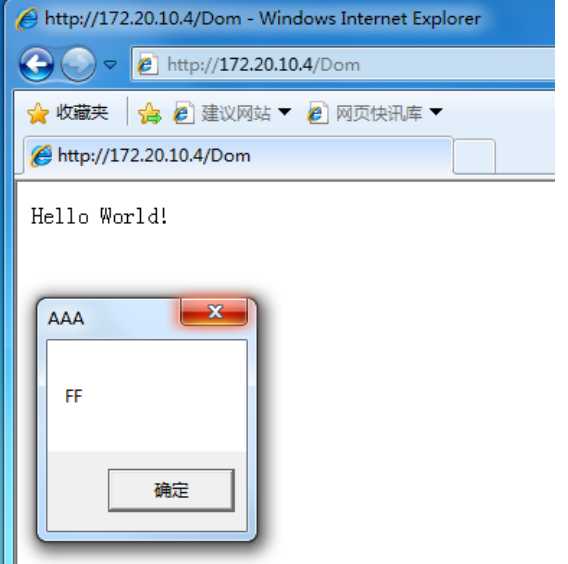 http://172.20.10.4/Dom - Windows Internet Explorer
http://172.20.10.4/Dom
收藏夹 建议网站 网页快讯库
http://172.20.10.4/Dom
Hello World!
AAA
FF
确定